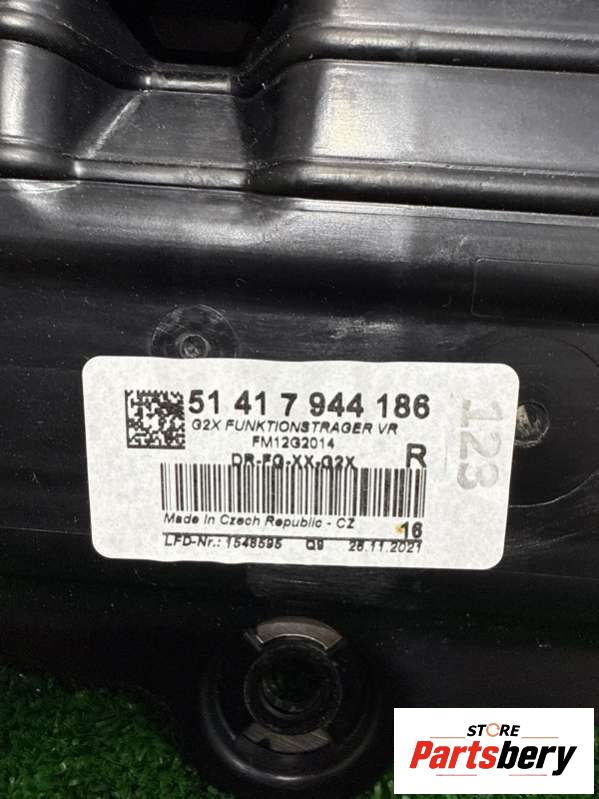 51 41 7 944 186
G2X FUNKTIONSTRAGER VR
FM12G2014
DR-FG-XX-G2X R
123
Made in Czech Republic - CZ 16
LFD-Nr.: 1548595 Q9 26.11.2021
STORE
Partsbery